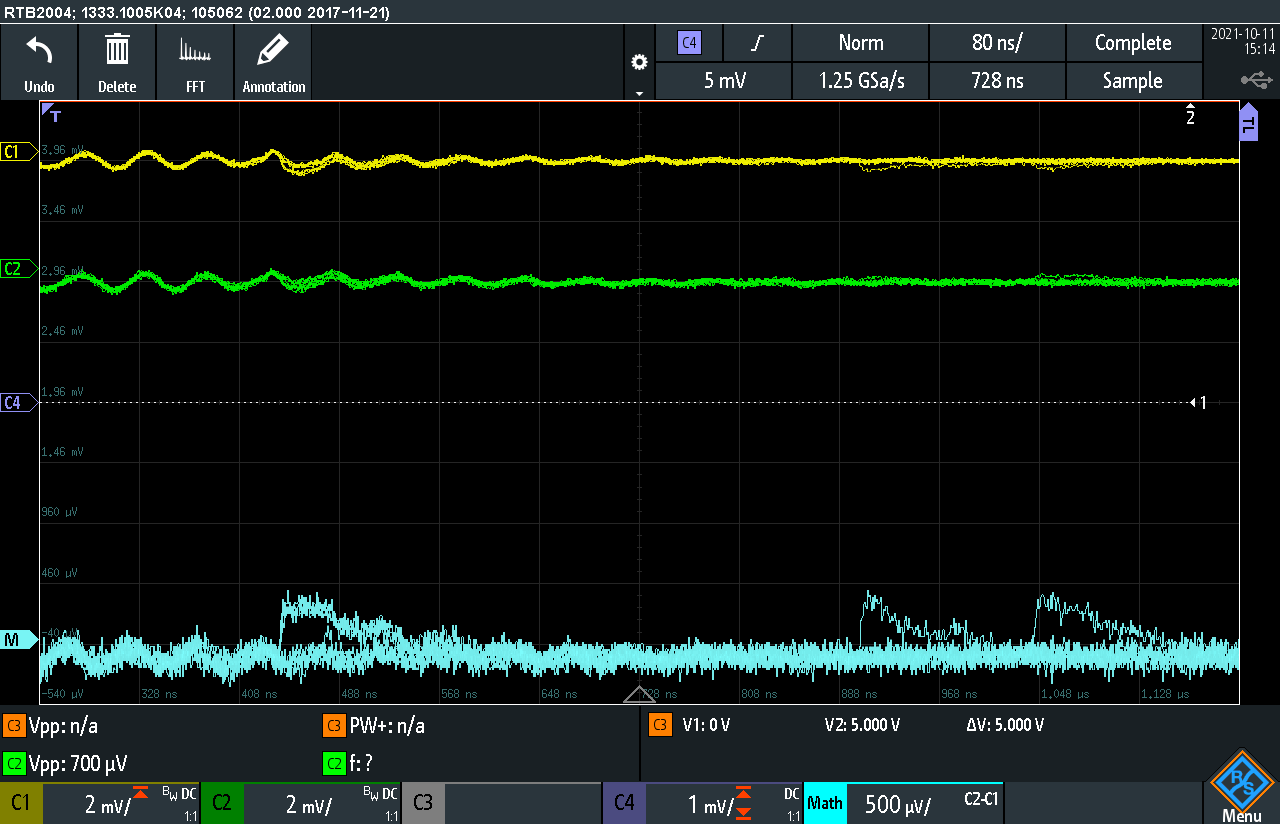 RTB2004; 1333.1005K04; 105062 (02.000 2017-11-21)
Undo Delete FFT Annotation
C4 Norm 80 ns/ Complete
5 mV 1.25 GSa/s 728 ns Sample
2021-10-11
15:14
T
2
TL
C1
3.96 mV
3.46 mV
C2
2.96 mV
2.46 mV
1.96 mV
C4
1
1.46 mV
960 µV
460 µV
M
-40 µV
-540 µV 328 ns 408 ns 488 ns 568 ns 648 ns 728 ns 808 ns 888 ns 968 ns 1,048 µs 1,128 µs
C3 Vpp: n/a C3 PW+: n/a C3 V1: 0 V V2: 5.000 V ΔV: 5.000 V
C2 Vpp: 700 µV C2 f: ?
C1 2 mV/ BW DC 1:1 C2 2 mV/ BW DC 1:1 C3 C4 1 mV/ DC 1:1 Math 500 µV/ C2-C1
R&S
Menu